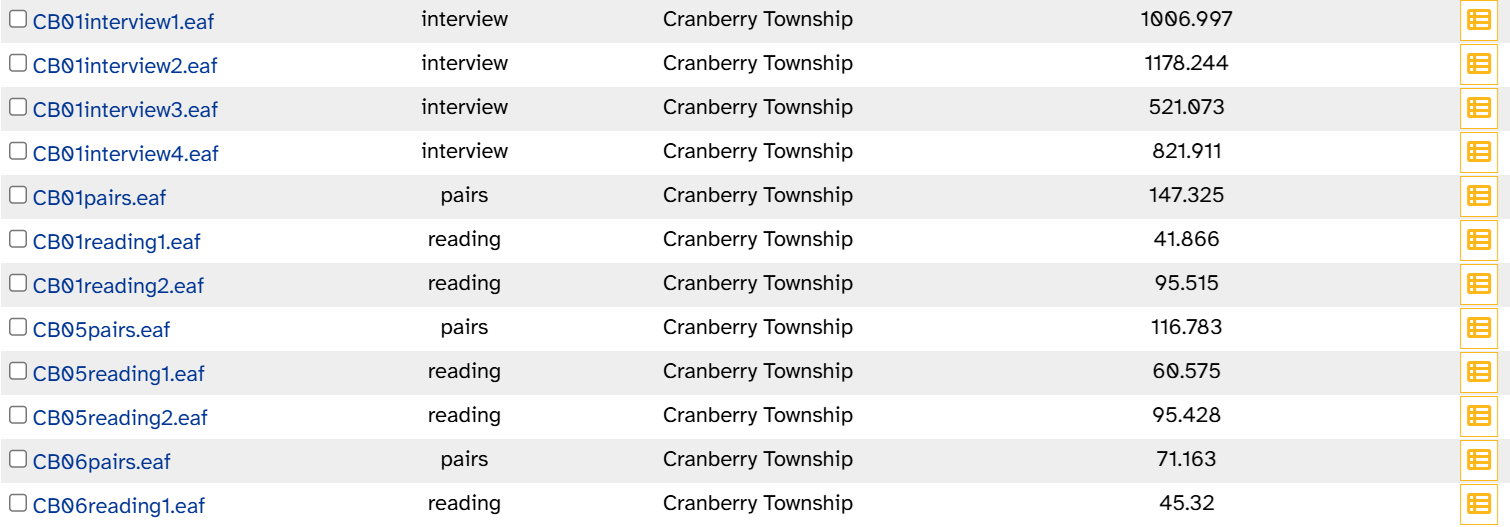 CB01interview1.eaf interview Cranberry Township 1006.997
CB01interview2.eaf interview Cranberry Township 1178.244
CB01interview3.eaf interview Cranberry Township 521.073
CB01interview4.eaf interview Cranberry Township 821.911
CB01pairs.eaf pairs Cranberry Township 147.325
CB01reading1.eaf reading Cranberry Township 41.866
CB01reading2.eaf reading Cranberry Township 95.515
CB05pairs.eaf pairs Cranberry Township 116.783
CB05reading1.eaf reading Cranberry Township 60.575
CB05reading2.eaf reading Cranberry Township 95.428
CB06pairs.eaf pairs Cranberry Township 71.163
CB06reading1.eaf reading Cranberry Township 45.32